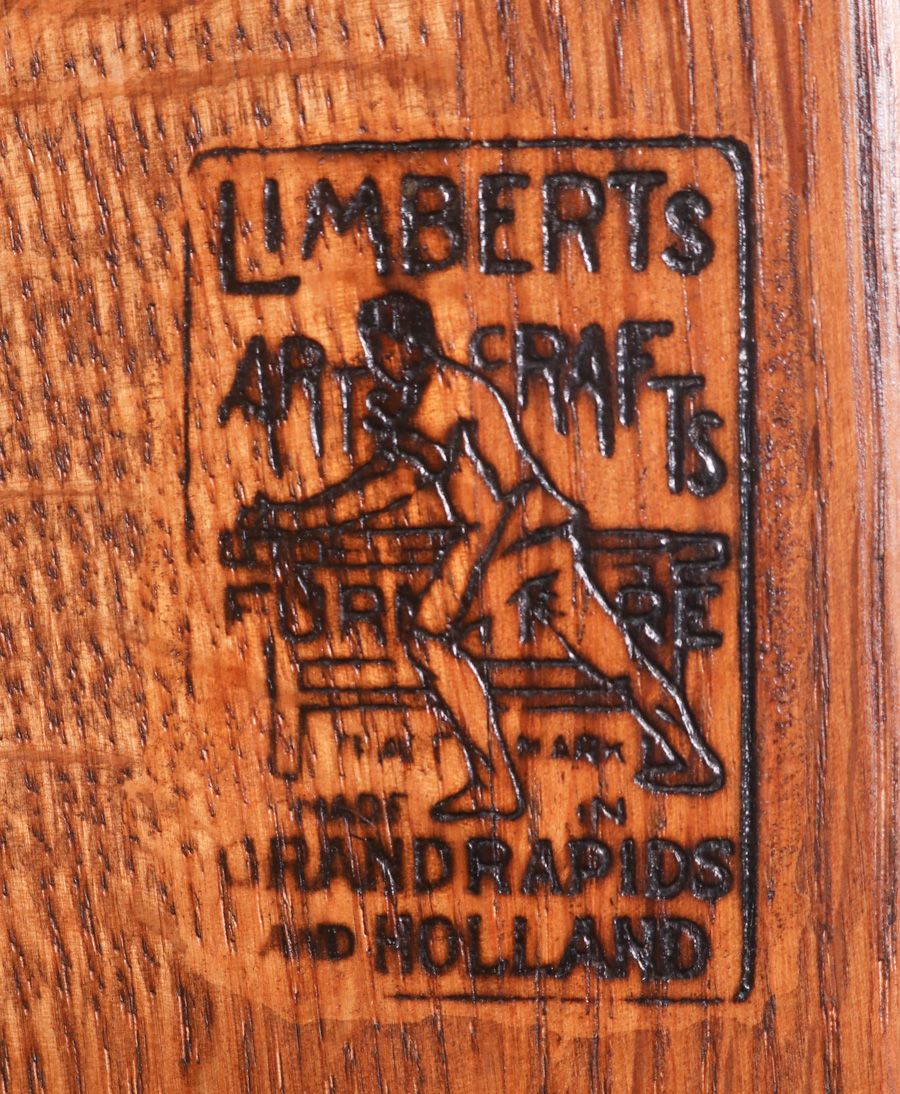 LIMBERTS
ARTS CRAFTS
FURNITURE
TRADE MARK
MADE IN
GRAND RAPIDS
AND HOLLAND